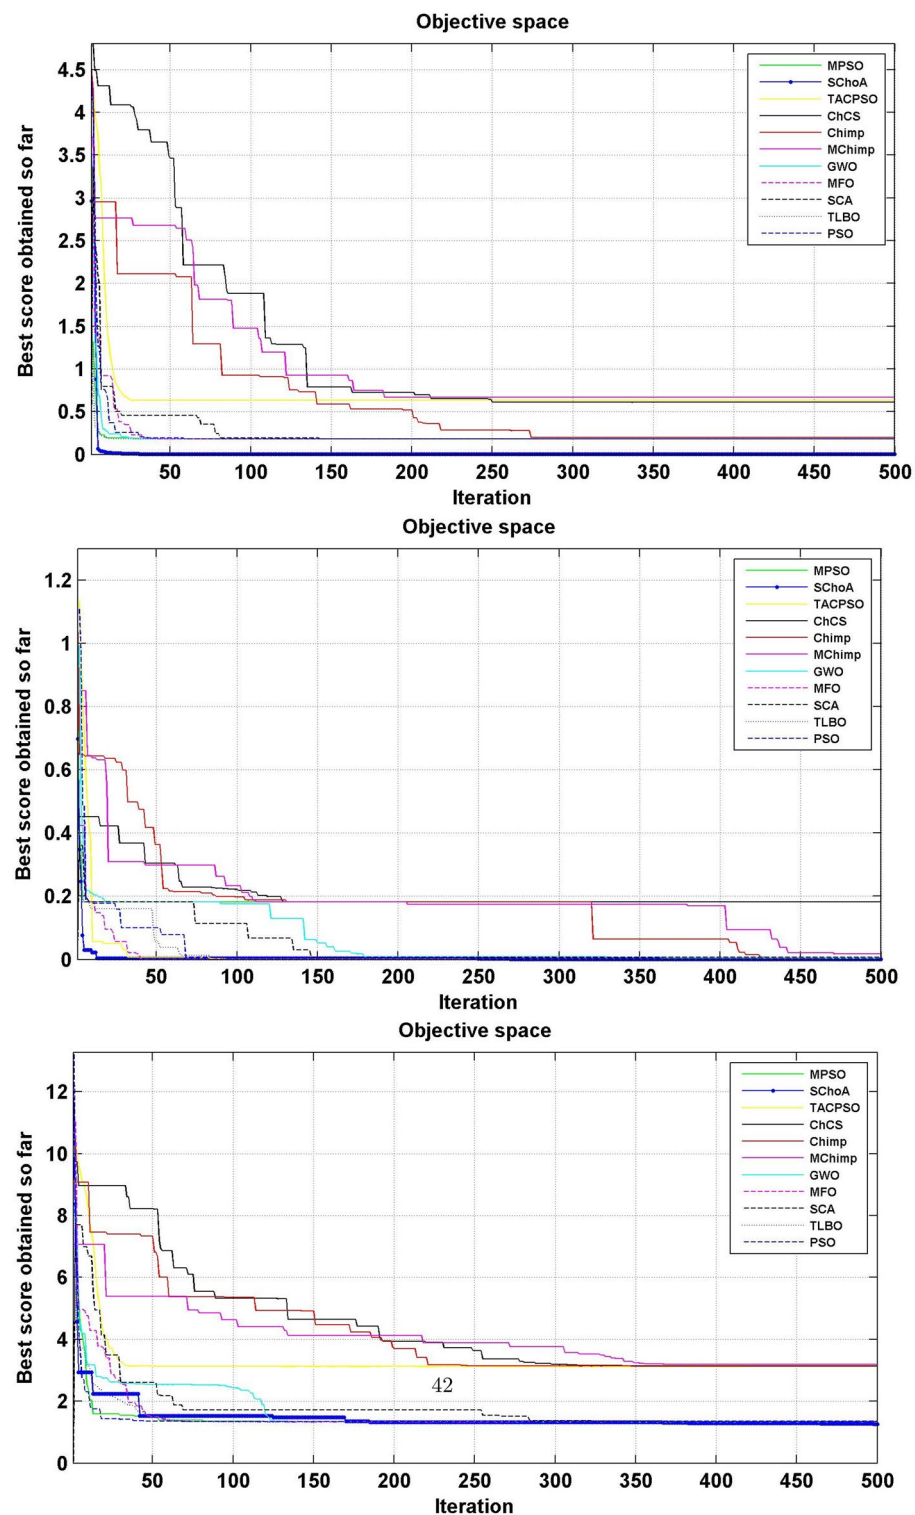 Objective space
Best score obtained so far
4.5
4
3.5
3
2.5
2
1.5
1
0.5
0
MPSO
SChoA
TACPSO
ChCS
Chimp
MChimp
GWO
MFO
SCA
TLBO
PSO
50 100 150 200 250 300 350 400 450 500
Iteration
Objective space
Best score obtained so far
1.2
1
0.8
0.6
0.4
0.2
0
MPSO
SChoA
TACPSO
ChCS
Chimp
MChimp
GWO
MFO
SCA
TLBO
PSO
50 100 150 200 250 300 350 400 450 500
Iteration
Objective space
Best score obtained so far
12
10
8
6
4
2
0
MPSO
SChoA
TACPSO
ChCS
Chimp
MChimp
GWO
MFO
SCA
TLBO
PSO
42
50 100 150 200 250 300 350 400 450 500
Iteration